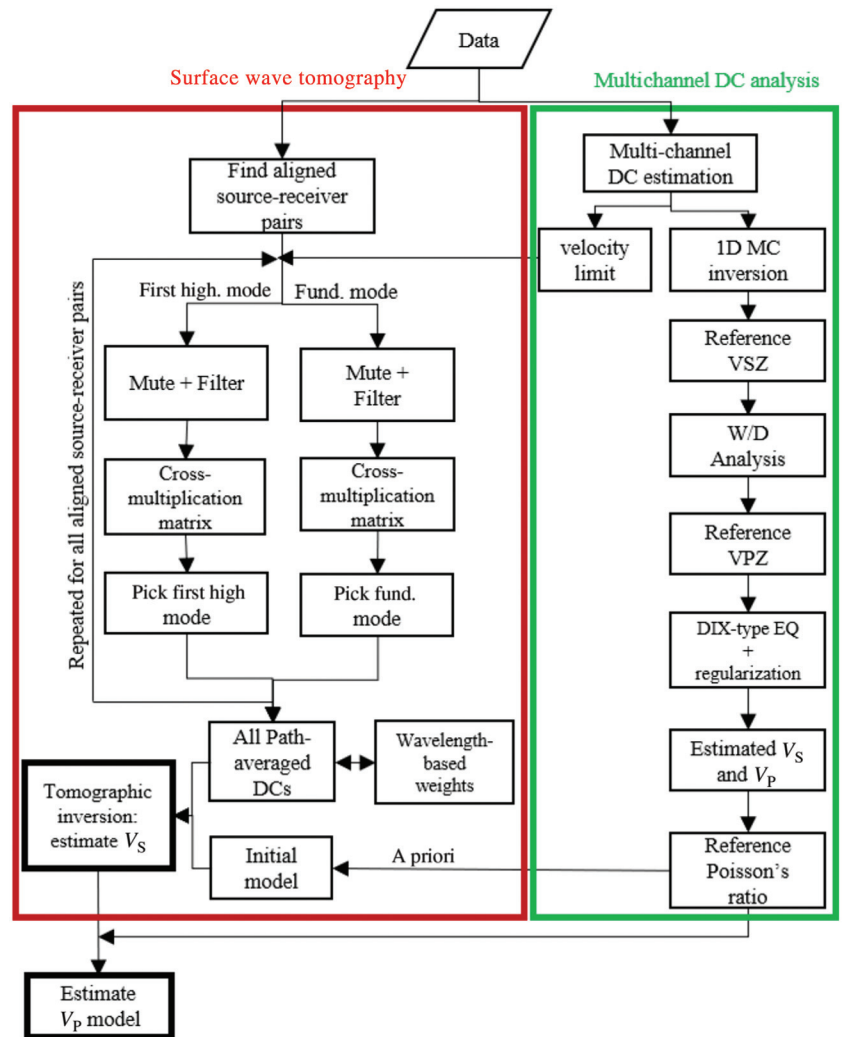 Data
Surface wave tomography
Multichannel DC analysis
Find aligned
source-receiver
pairs
Multi-channel
DC estimation
velocity
limit
1D MC
inversion
Repeated for all aligned source-receiver pairs
First high. mode
Fund. mode
Mute + Filter
Mute +
Filter
Cross-
multiplication
matrix
Cross-
multiplication
matrix
Pick first high
mode
Pick fund.
mode
Reference
VSZ
W/D
Analysis
Reference
VPZ
DIX-type EQ
+
regularization
Estimated VS
and VP
Reference
Poisson's
ratio
All Path-
averaged
DCs
Wavelength-
based
weights
Tomographic
inversion:
estimate VS
Initial
model
A priori
Estimate
VP model